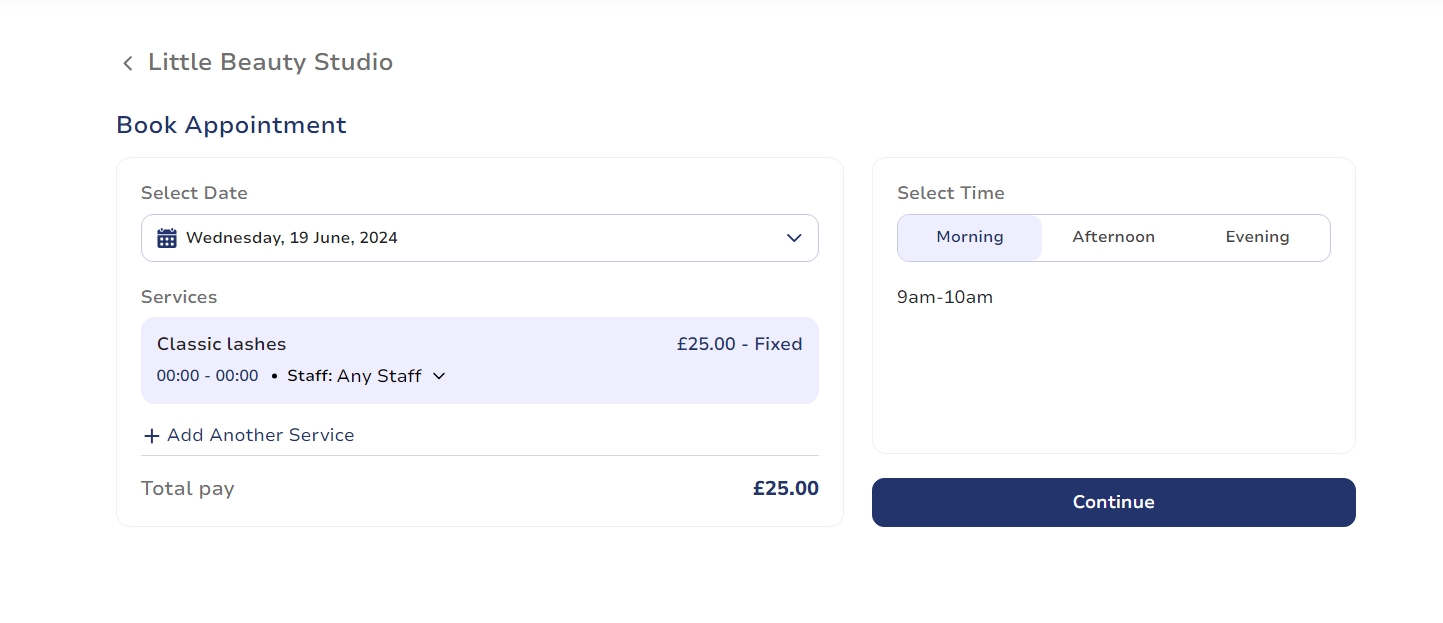 Little Beauty Studio
Book Appointment
Select Date
Wednesday, 19 June, 2024
Services
Classic lashes £25.00 - Fixed
00:00 - 00:00 • Staff: Any Staff
Add Another Service
Total pay £25.00
Select Time
Morning Afternoon Evening
9am-10am
Continue